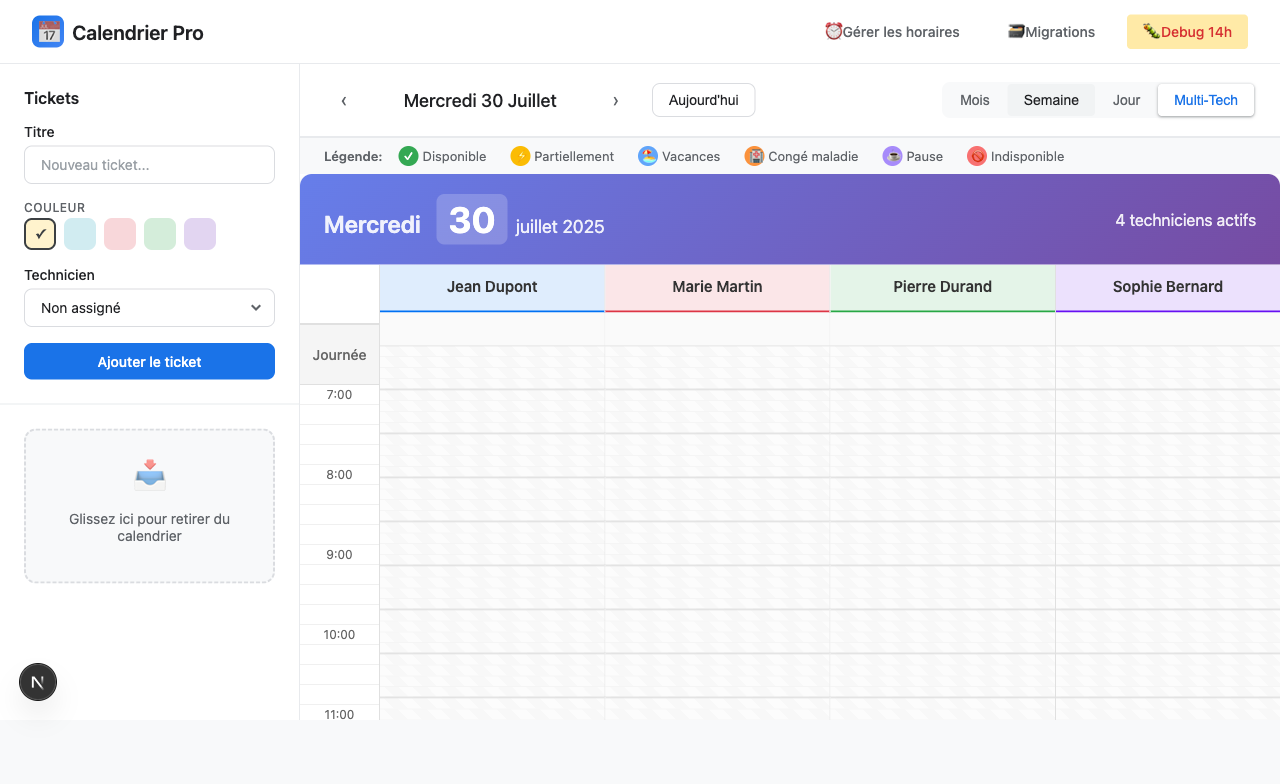 Calendrier Pro
Gérer les horaires
Migrations
Debug 14h
Tickets
Titre
Nouveau ticket...
COULEUR
✓
Technicien
Non assigné
Ajouter le ticket
Glissez ici pour retirer du
calendrier
N
‹ Mercredi 30 Juillet ›
Aujourd'hui
Mois
Semaine
Jour
Multi-Tech
Légende:
Disponible
Partiellement
Vacances
Congé maladie
Pause
Indisponible
Mercredi 30 juillet 2025
4 techniciens actifs
Jean Dupont
Marie Martin
Pierre Durand
Sophie Bernard
Journée
7:00
8:00
9:00
10:00
11:00